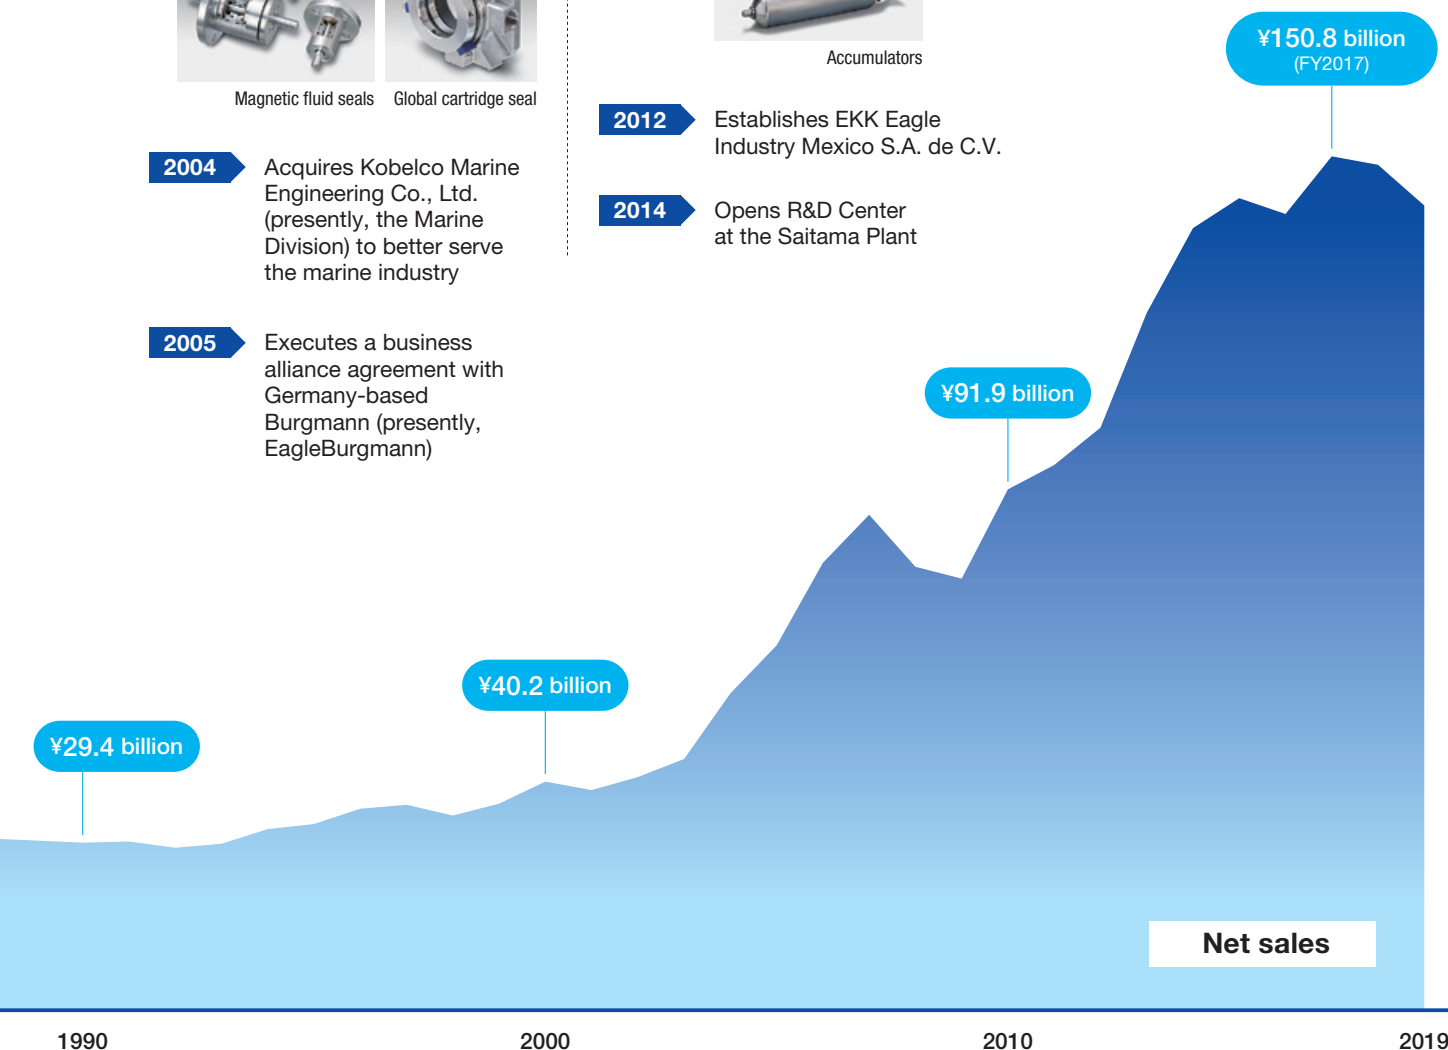 Magnetic fluid seals
Global cartridge seal
2004
Acquires Kobelco Marine
Engineering Co., Ltd.
(presently, the Marine
Division) to better serve
the marine industry
2005
Executes a business
alliance agreement with
Germany-based
Burgmann (presently,
EagleBurgmann)
Accumulators
2012
Establishes EKK Eagle
Industry Mexico S.A. de C.V.
2014
Opens R&D Center
at the Saitama Plant
¥29.4 billion
¥40.2 billion
¥91.9 billion
¥150.8 billion
(FY2017)
Net sales
1990
2000
2010
2019